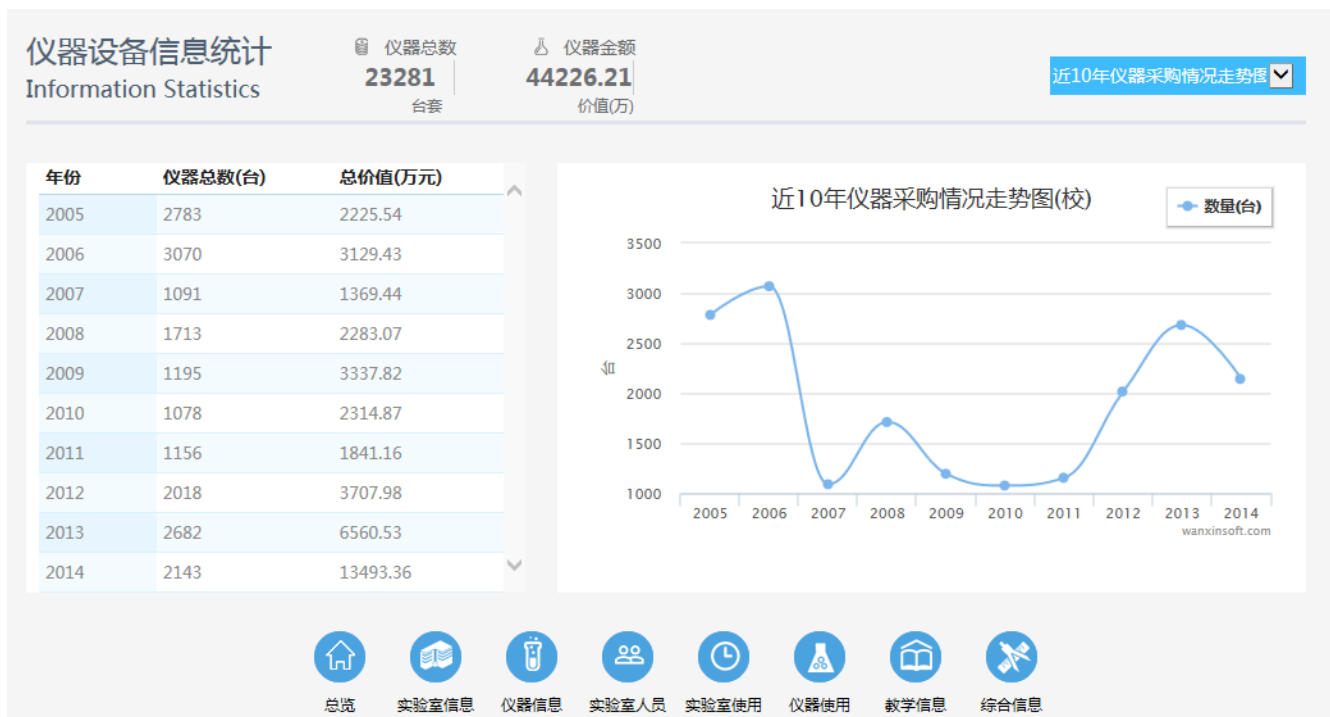 仪器设备信息统计
Information Statistics
仪器总数
23281
台套
仪器金额
44226.21
价值(万)
近10年仪器采购情况走势图
年份 仪器总数(台) 总价值(万元)
2005 2783 2225.54
2006 3070 3129.43
2007 1091 1369.44
2008 1713 2283.07
2009 1195 3337.82
2010 1078 2314.87
2011 1156 1841.16
2012 2018 3707.98
2013 2682 6560.53
2014 2143 13493.36
近10年仪器采购情况走势图(校)
数量(台)
台
3500
3000
2500
2000
1500
1000
2005 2006 2007 2008 2009 2010 2011 2012 2013 2014
wanxinsoft.com
总览 实验室信息 仪器信息 实验室人员 实验室使用 仪器使用 教学信息 综合信息